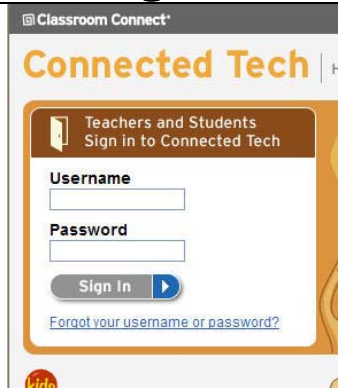 Classroom Connect
Connected Tech
Teachers and Students
Sign in to Connected Tech
Username
Password
Sign In
Forgot your username or password?
kids